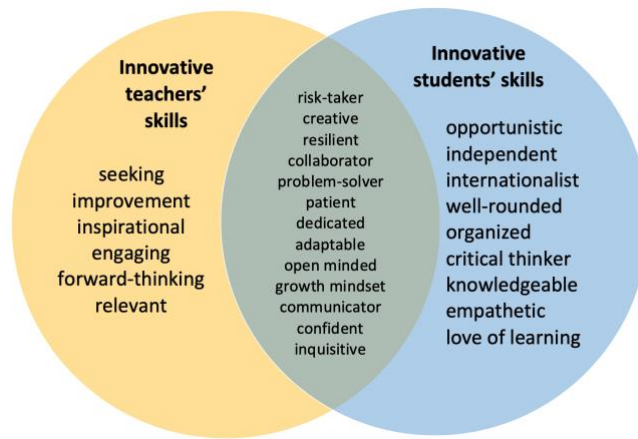 Innovative
teachers'
skills
seeking
improvement
inspirational
engaging
forward-thinking
relevant
risk-taker
creative
resilient
collaborator
problem-solver
patient
dedicated
adaptable
open minded
growth mindset
communicator
confident
inquisitive
Innovative
students' skills
opportunistic
independent
internationalist
well-rounded
organized
critical thinker
knowledgeable
empathetic
love of learning